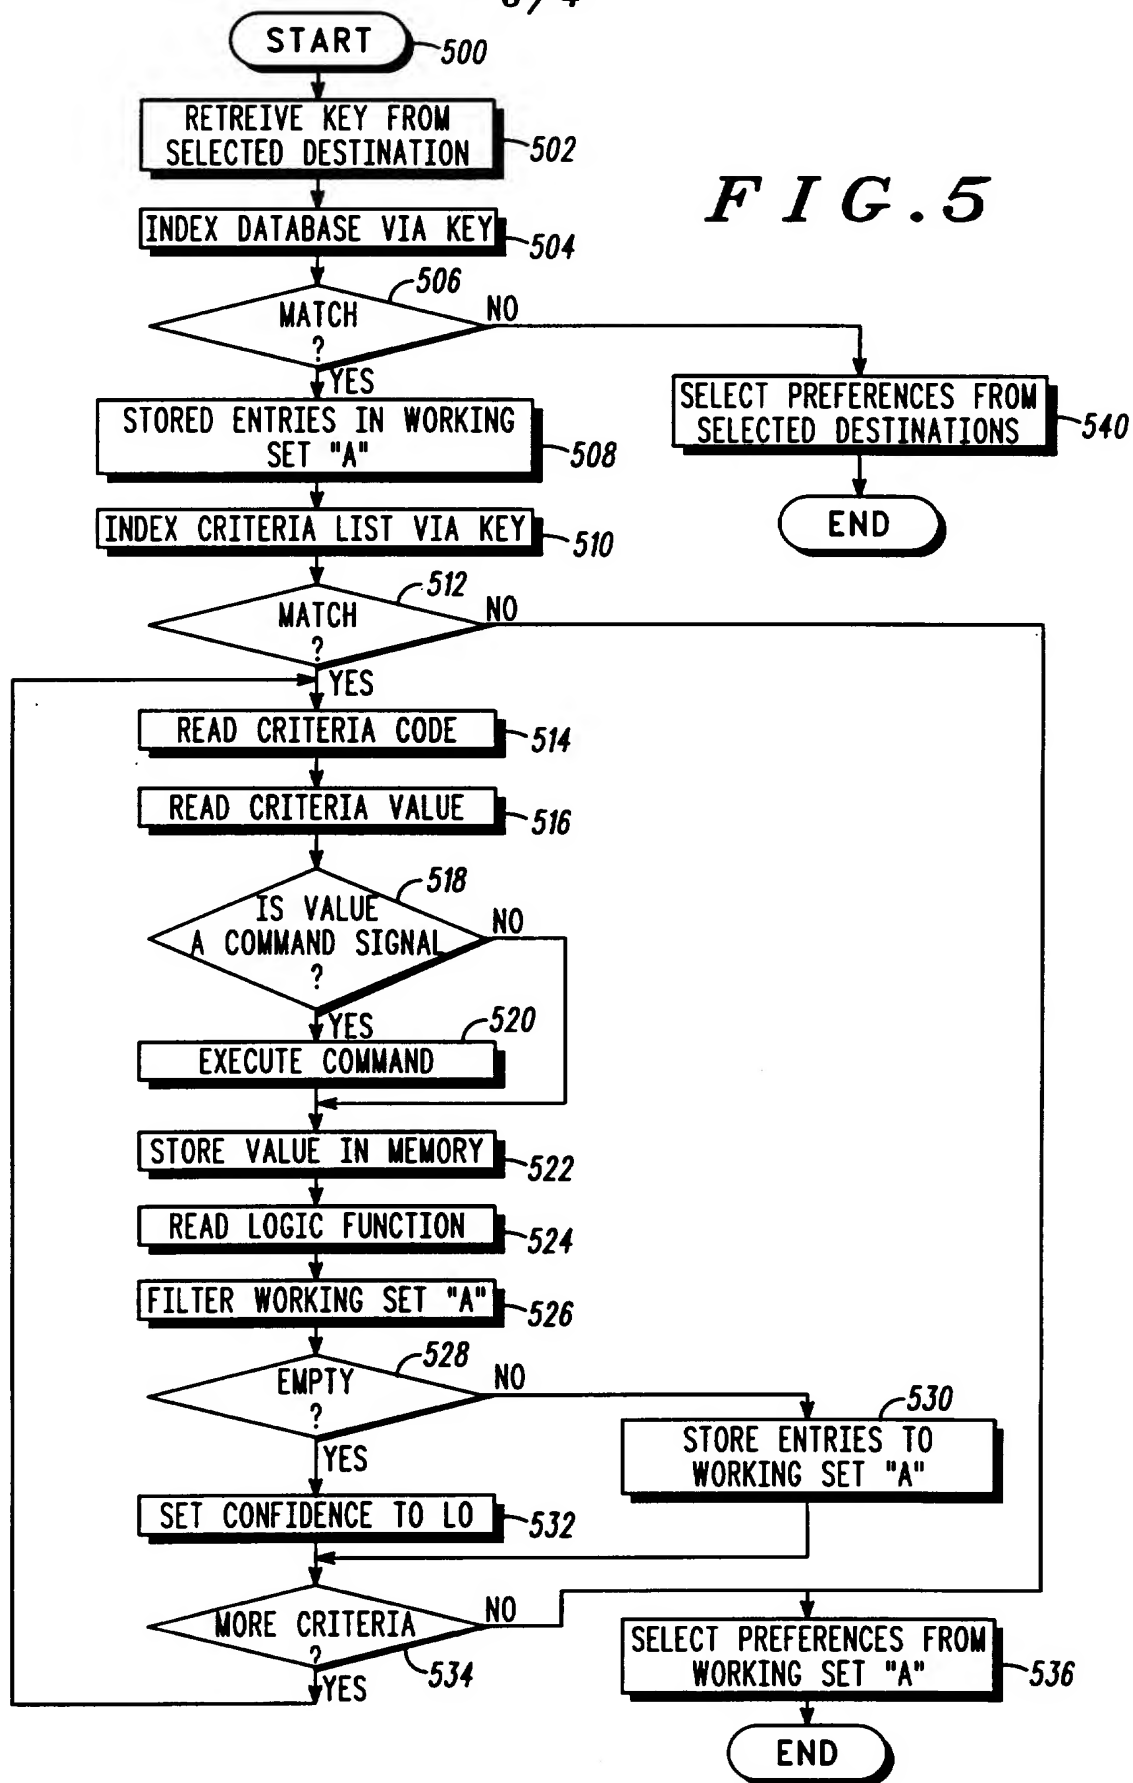 START
500
RETREIVE KEY FROM
SELECTED DESTINATION
502
FIG.5
INDEX DATABASE VIA KEY
504
506
MATCH
?
NO
YES
STORED ENTRIES IN WORKING
SET "A"
508
SELECT PREFERENCES FROM
SELECTED DESTINATIONS
540
END
INDEX CRITERIA LIST VIA KEY
510
512
MATCH
?
NO
YES
READ CRITERIA CODE
514
READ CRITERIA VALUE
516
518
IS VALUE
A COMMAND SIGNAL
?
NO
YES
520
EXECUTE COMMAND
STORE VALUE IN MEMORY
522
READ LOGIC FUNCTION
524
FILTER WORKING SET "A"
526
528
EMPTY
?
NO
YES
530
STORE ENTRIES TO
WORKING SET "A"
SET CONFIDENCE TO LO
532
MORE CRITERIA
?
NO
534
YES
SELECT PREFERENCES FROM
WORKING SET "A"
536
END